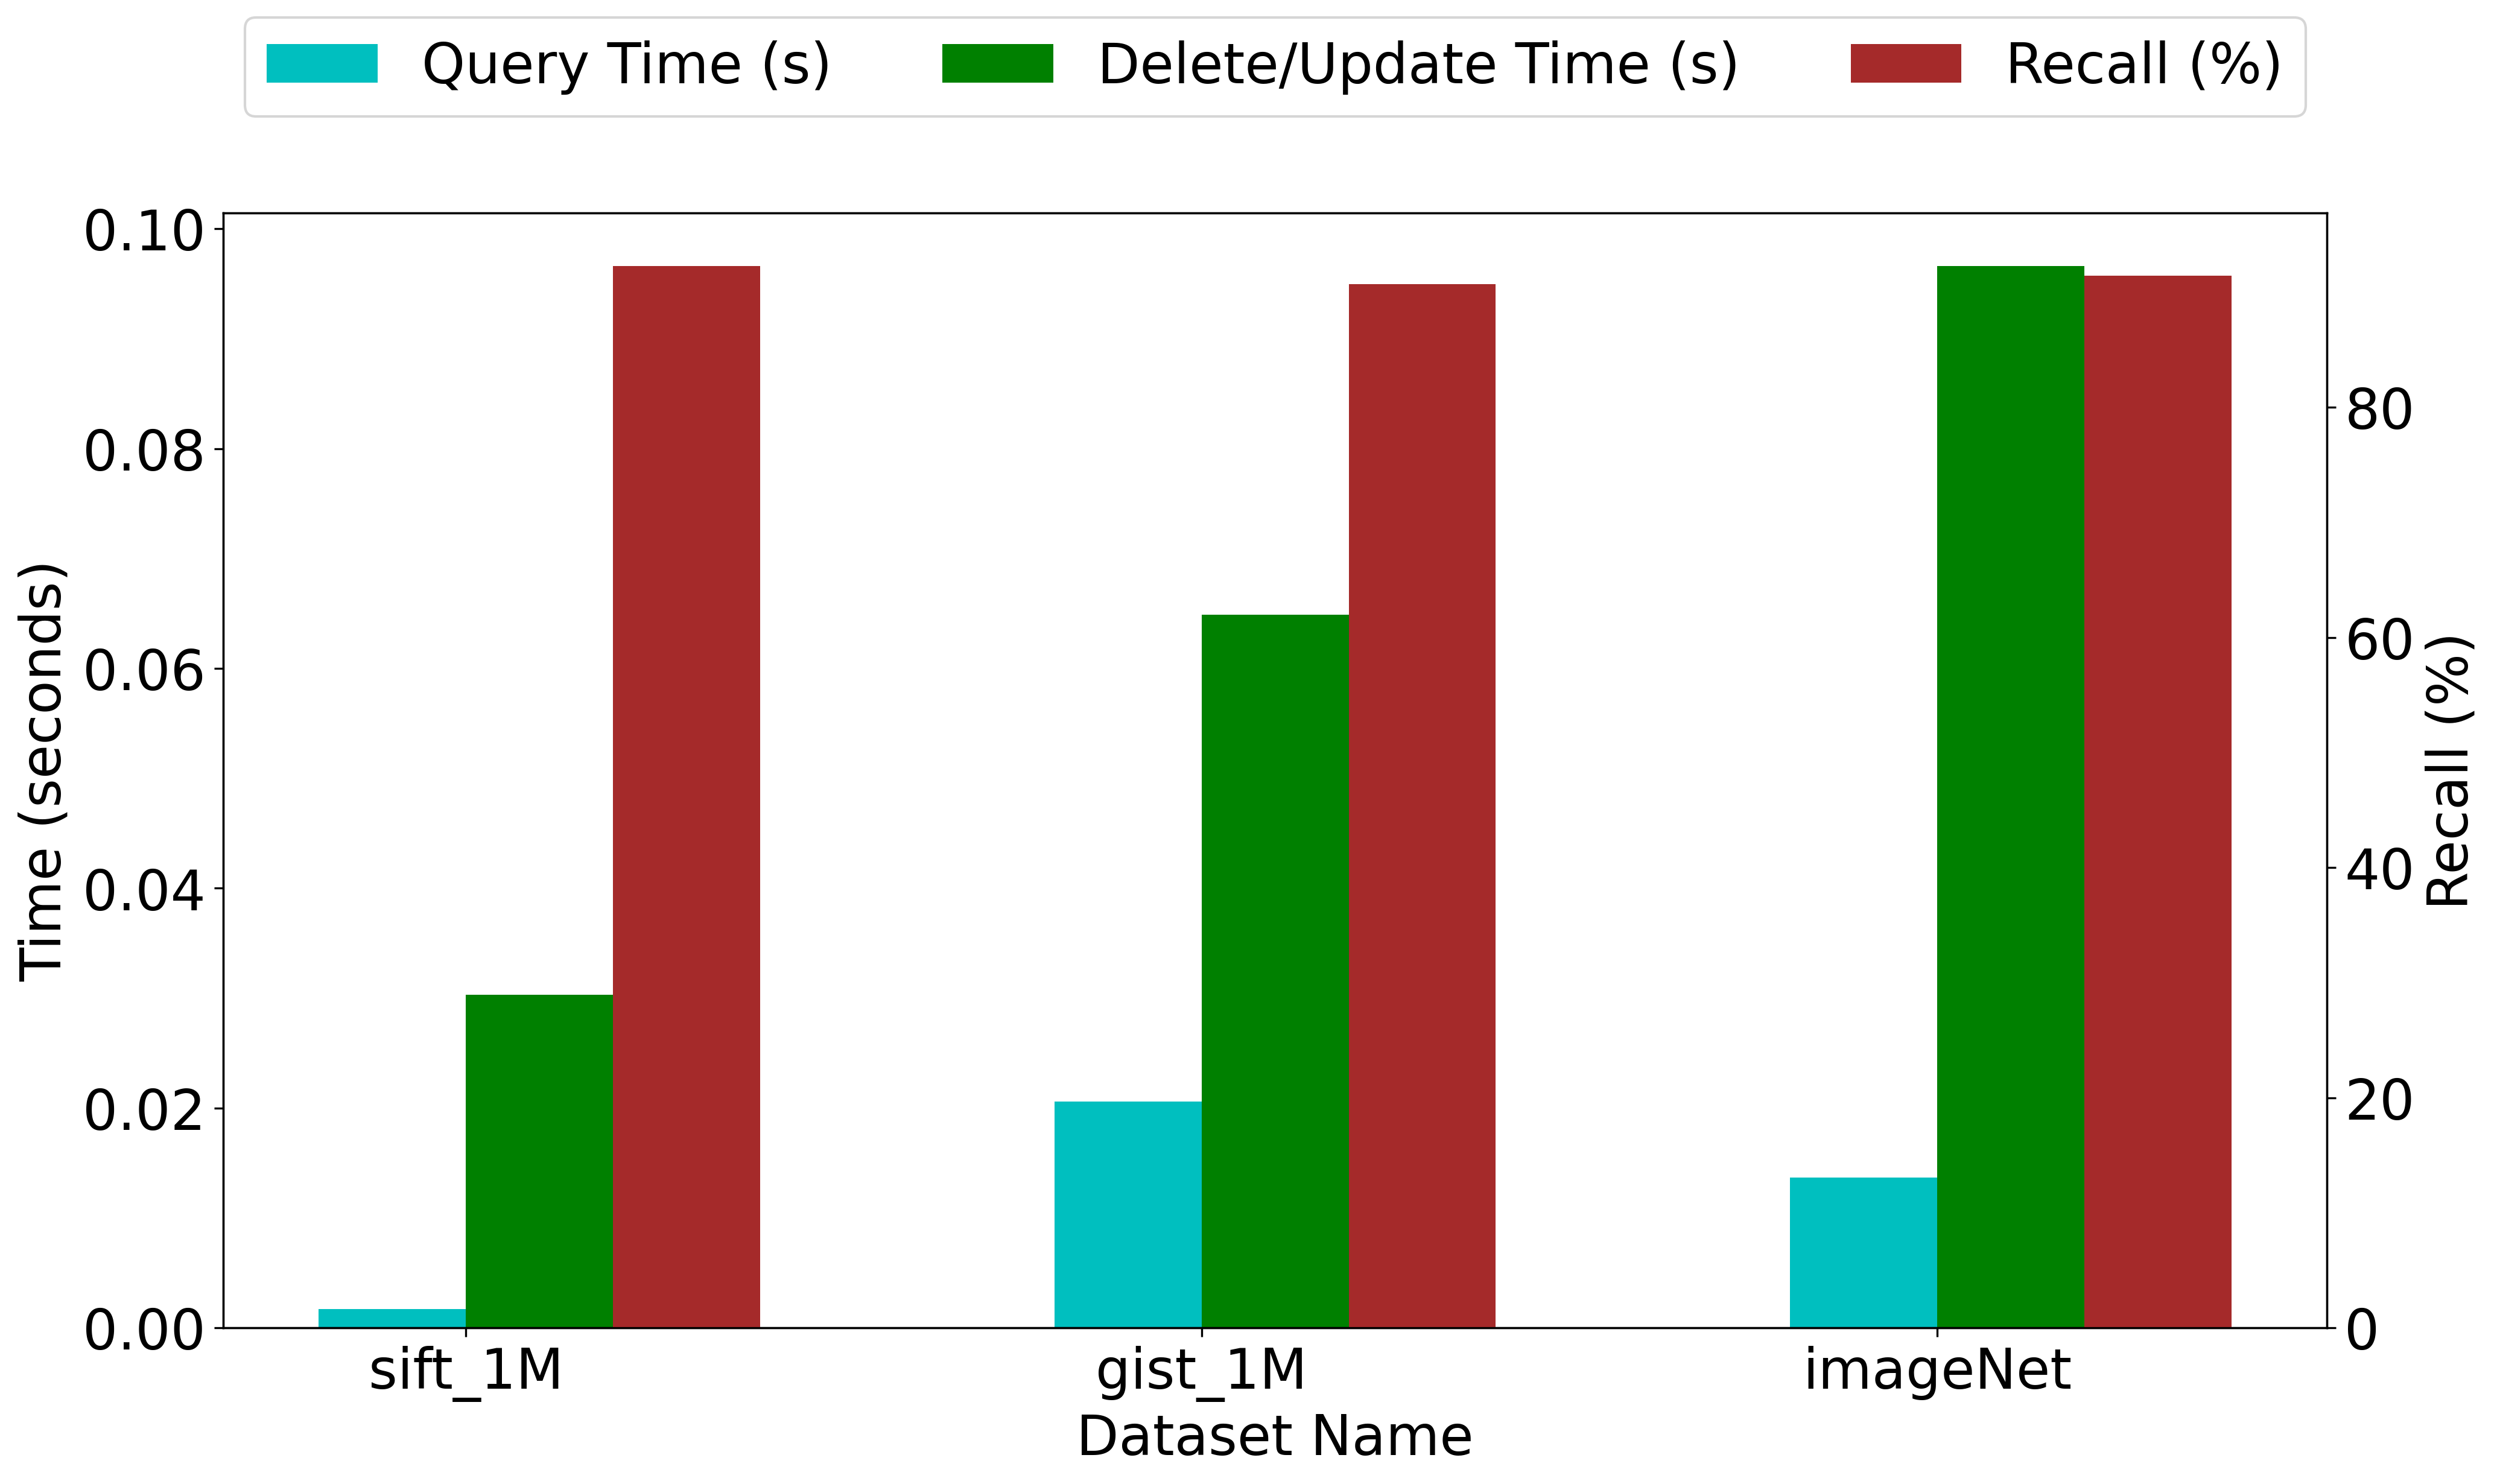 Query Time (s) Delete/Update Time (s) Recall (%)
0.10
0.08
0.06
0.04
0.02
0.00
Time (seconds)
80
60
40
20
0
Recall (%)
sift_1M gist_1M imageNet
Dataset Name